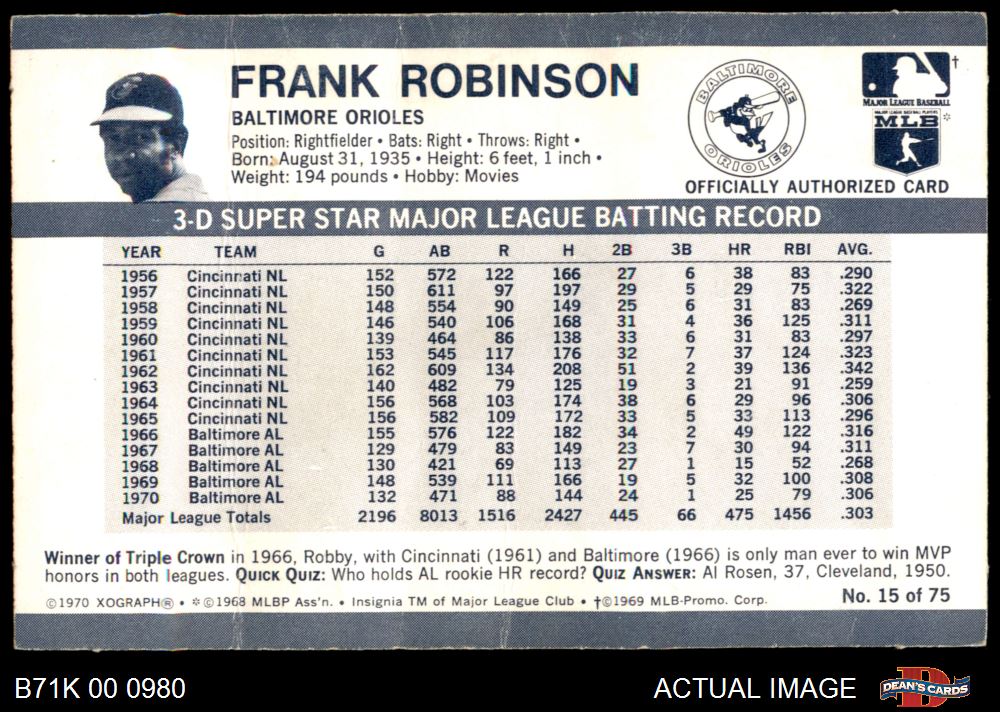 FRANK ROBINSON
BALTIMORE ORIOLES
Position: Rightfielder • Bats: Right • Throws: Right •
Born: August 31, 1935 • Height: 6 feet, 1 inch •
Weight: 194 pounds • Hobby: Movies
BALTIMORE
ORIOLES
†
MAJOR LEAGUE BASEBALL
MAJOR LEAGUE BASEBALL PLAYERS
MLB *
OFFICIALLY AUTHORIZED CARD
3-D SUPER STAR MAJOR LEAGUE BATTING RECORD
YEAR TEAM G AB R H 2B 3B HR RBI AVG.
1956 Cincinnati NL 152 572 122 166 27 6 38 83 .290
1957 Cincinnati NL 150 611 97 197 29 5 29 75 .322
1958 Cincinnati NL 148 554 90 149 25 6 31 83 .269
1959 Cincinnati NL 146 540 106 168 31 4 36 125 .311
1960 Cincinnati NL 139 464 86 138 33 6 31 83 .297
1961 Cincinnati NL 153 545 117 176 32 7 37 124 .323
1962 Cincinnati NL 162 609 134 208 51 2 39 136 .342
1963 Cincinnati NL 140 482 79 125 19 3 21 91 .259
1964 Cincinnati NL 156 568 103 174 38 6 29 96 .306
1965 Cincinnati NL 156 582 109 172 33 5 33 113 .296
1966 Baltimore AL 155 576 122 182 34 2 49 122 .316
1967 Baltimore AL 129 479 83 149 23 7 30 94 .311
1968 Baltimore AL 130 421 69 113 27 1 15 52 .268
1969 Baltimore AL 148 539 111 166 19 5 32 100 .308
1970 Baltimore AL 132 471 88 144 24 1 25 79 .306
Major League Totals 2196 8013 1516 2427 445 66 475 1456 .303
Winner of Triple Crown in 1966, Robby, with Cincinnati (1961) and Baltimore (1966) is only man ever to win MVP
honors in both leagues. QUICK QUIZ: Who holds AL rookie HR record? QUIZ ANSWER: Al Rosen, 37, Cleveland, 1950.
©1970 XOGRAPH® • *©1968 MLBP Ass'n. • Insignia TM of Major League Club • †©1969 MLB-Promo. Corp. No. 15 of 75
B71K 00 0980
ACTUAL IMAGE
D
DEAN'S CARDS